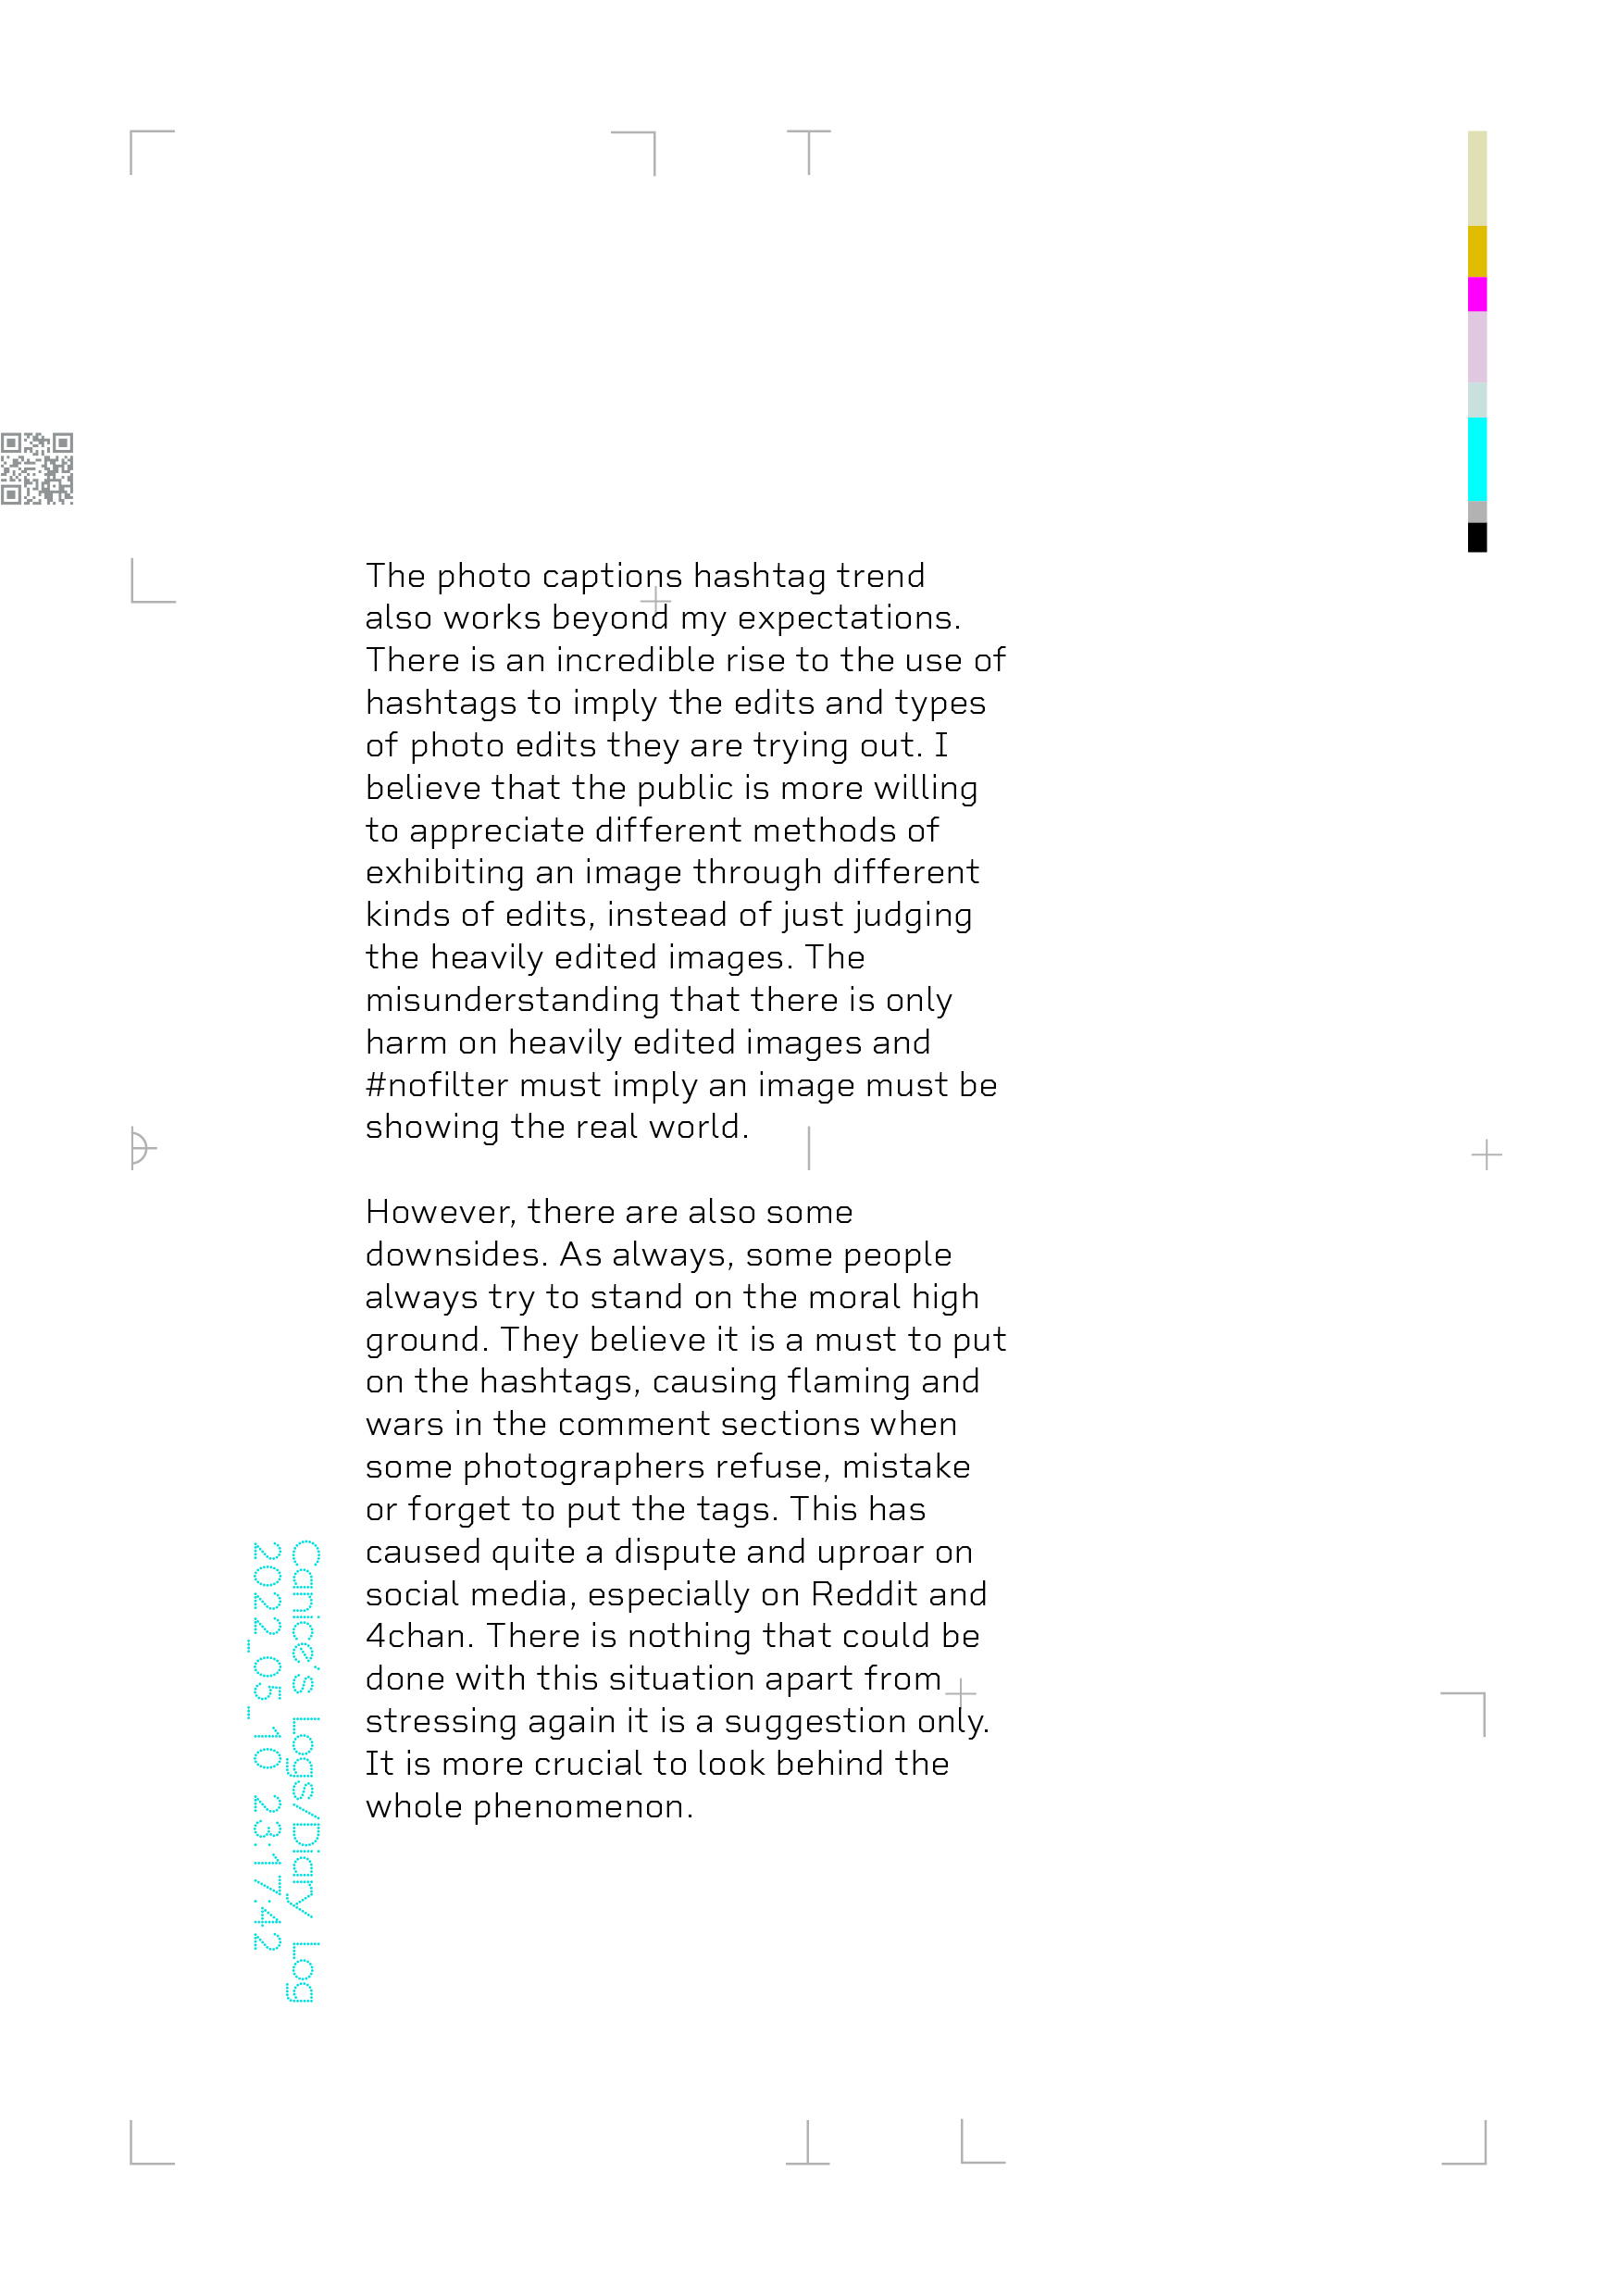 The photo captions hashtag trend
also works beyond my expectations.
There is an incredible rise to the use of
hashtags to imply the edits and types
of photo edits they are trying out. I
believe that the public is more willing
to appreciate different methods of
exhibiting an image through different
kinds of edits, instead of just judging
the heavily edited images. The
misunderstanding that there is only
harm on heavily edited images and
#nofilter must imply an image must be
showing the real world.
However, there are also some
downsides. As always, some people
always try to stand on the moral high
ground. They believe it is a must to put
on the hashtags, causing flaming and
wars in the comment sections when
some photographers refuse, mistake
or forget to put the tags. This has
caused quite a dispute and uproar on
social media, especially on Reddit and
4chan. There is nothing that could be
done with this situation apart from
stressing again it is a suggestion only.
It is more crucial to look behind the
whole phenomenon.
Canice's Logs/Diary Log
2022_05_10 23:17:42